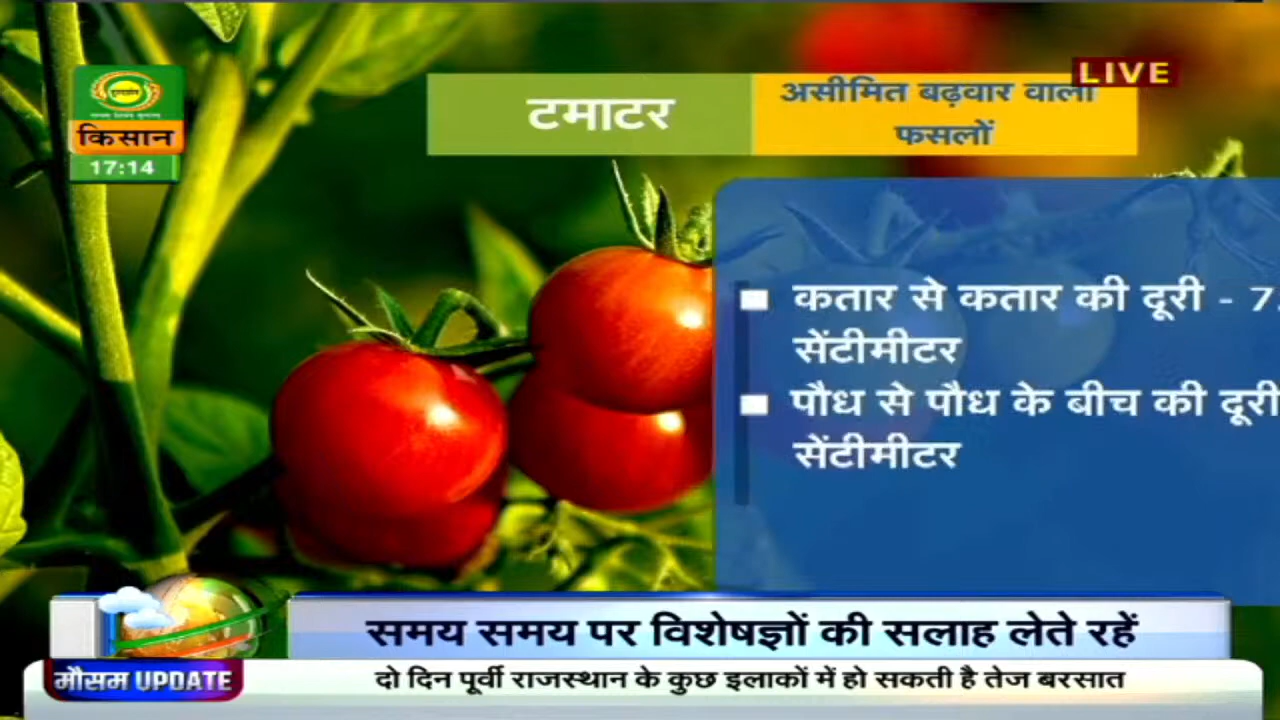 किसान
17:14
टमाटर
असीमित बढ़वार वाली
फसलों
LIVE
कतार से कतार की दूरी - 7
सेंटीमीटर
पौध से पौध के बीच की दूरी
सेंटीमीटर
समय समय पर विशेषज्ञों की सलाह लेते रहें
मौसम UPDATE
दो दिन पूर्वी राजस्थान के कुछ इलाकों में हो सकती है तेज बरसात